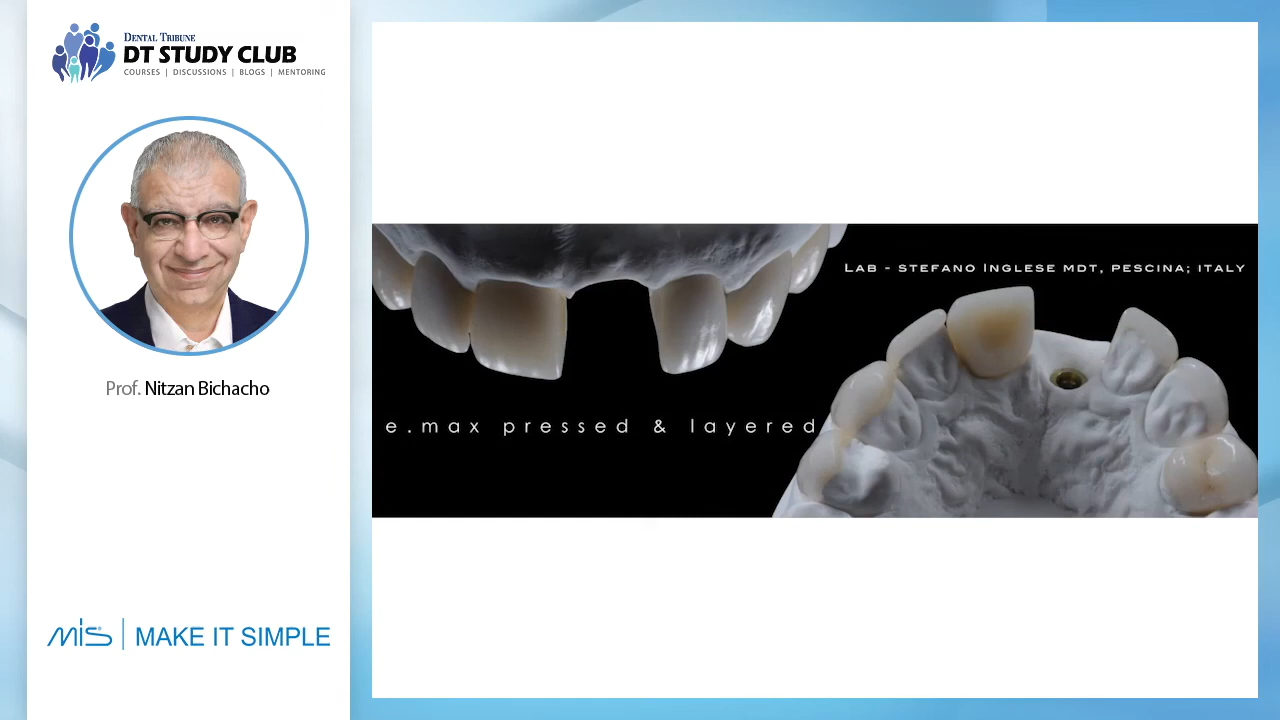 DENTAL TRIBUNE
DT STUDY CLUB
COURSES | DISCUSSIONS | BLOGS | MENTORING
Prof. Nitzan Bichacho
MIS® | MAKE IT SIMPLE
LAB - STEFANO INGLESE MDT, PESCINA; ITALY
e.max pressed & layered